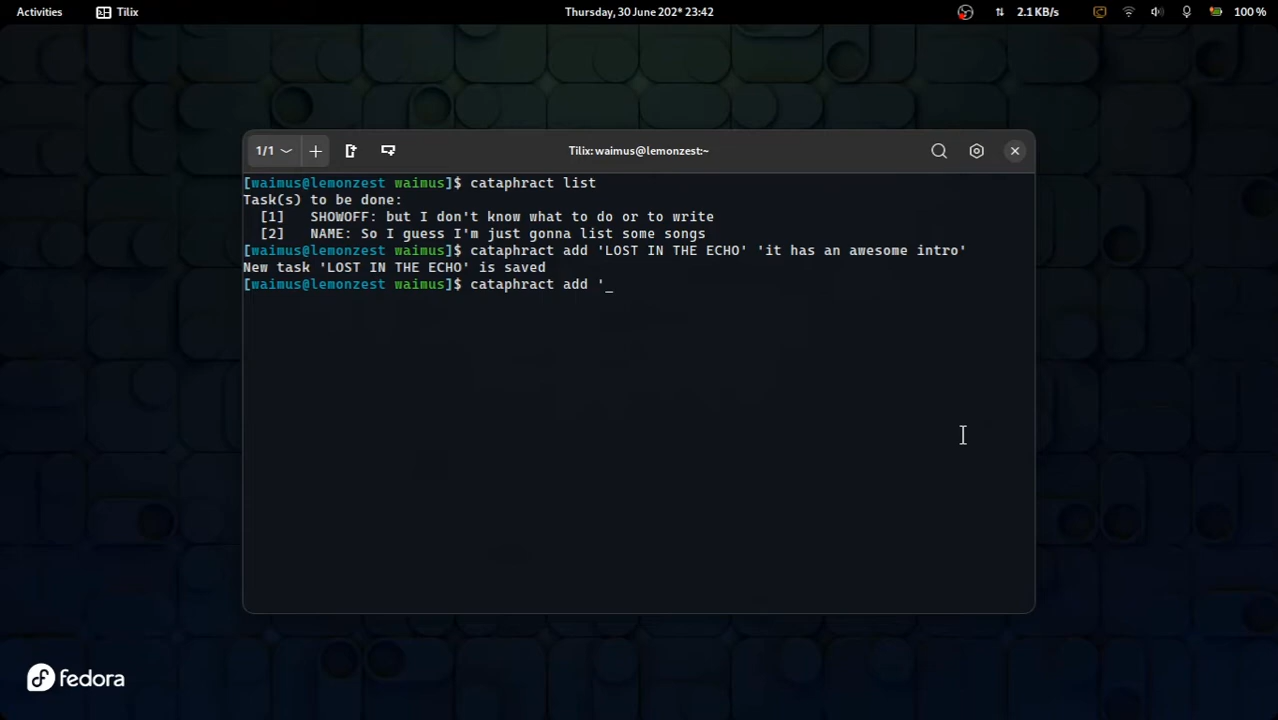 Activities Tilix Thursday, 30 June 202* 23:42 2.1 KB/s 100 %
1/1 Tilix: waimus@lemonzest:~
[waimus@lemonzest waimus]$ cataphract list
Task(s) to be done:
[1] SHOWOFF: but I don't know what to do or to write
[2] NAME: So I guess I'm just gonna list some songs
[waimus@lemonzest waimus]$ cataphract add 'LOST IN THE ECHO' 'it has an awesome intro'
New task 'LOST IN THE ECHO' is saved
[waimus@lemonzest waimus]$ cataphract add '_
fedora